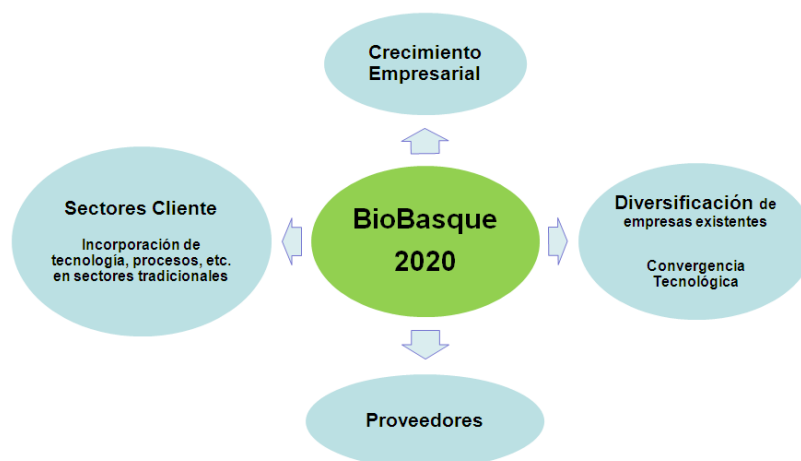 Crecimiento
Empresarial
Sectores Cliente
Incorporación de
tecnología, procesos, etc.
en sectores tradicionales
BioBasque
2020
Diversificación de
empresas existentes
Convergencia
Tecnológica
Proveedores